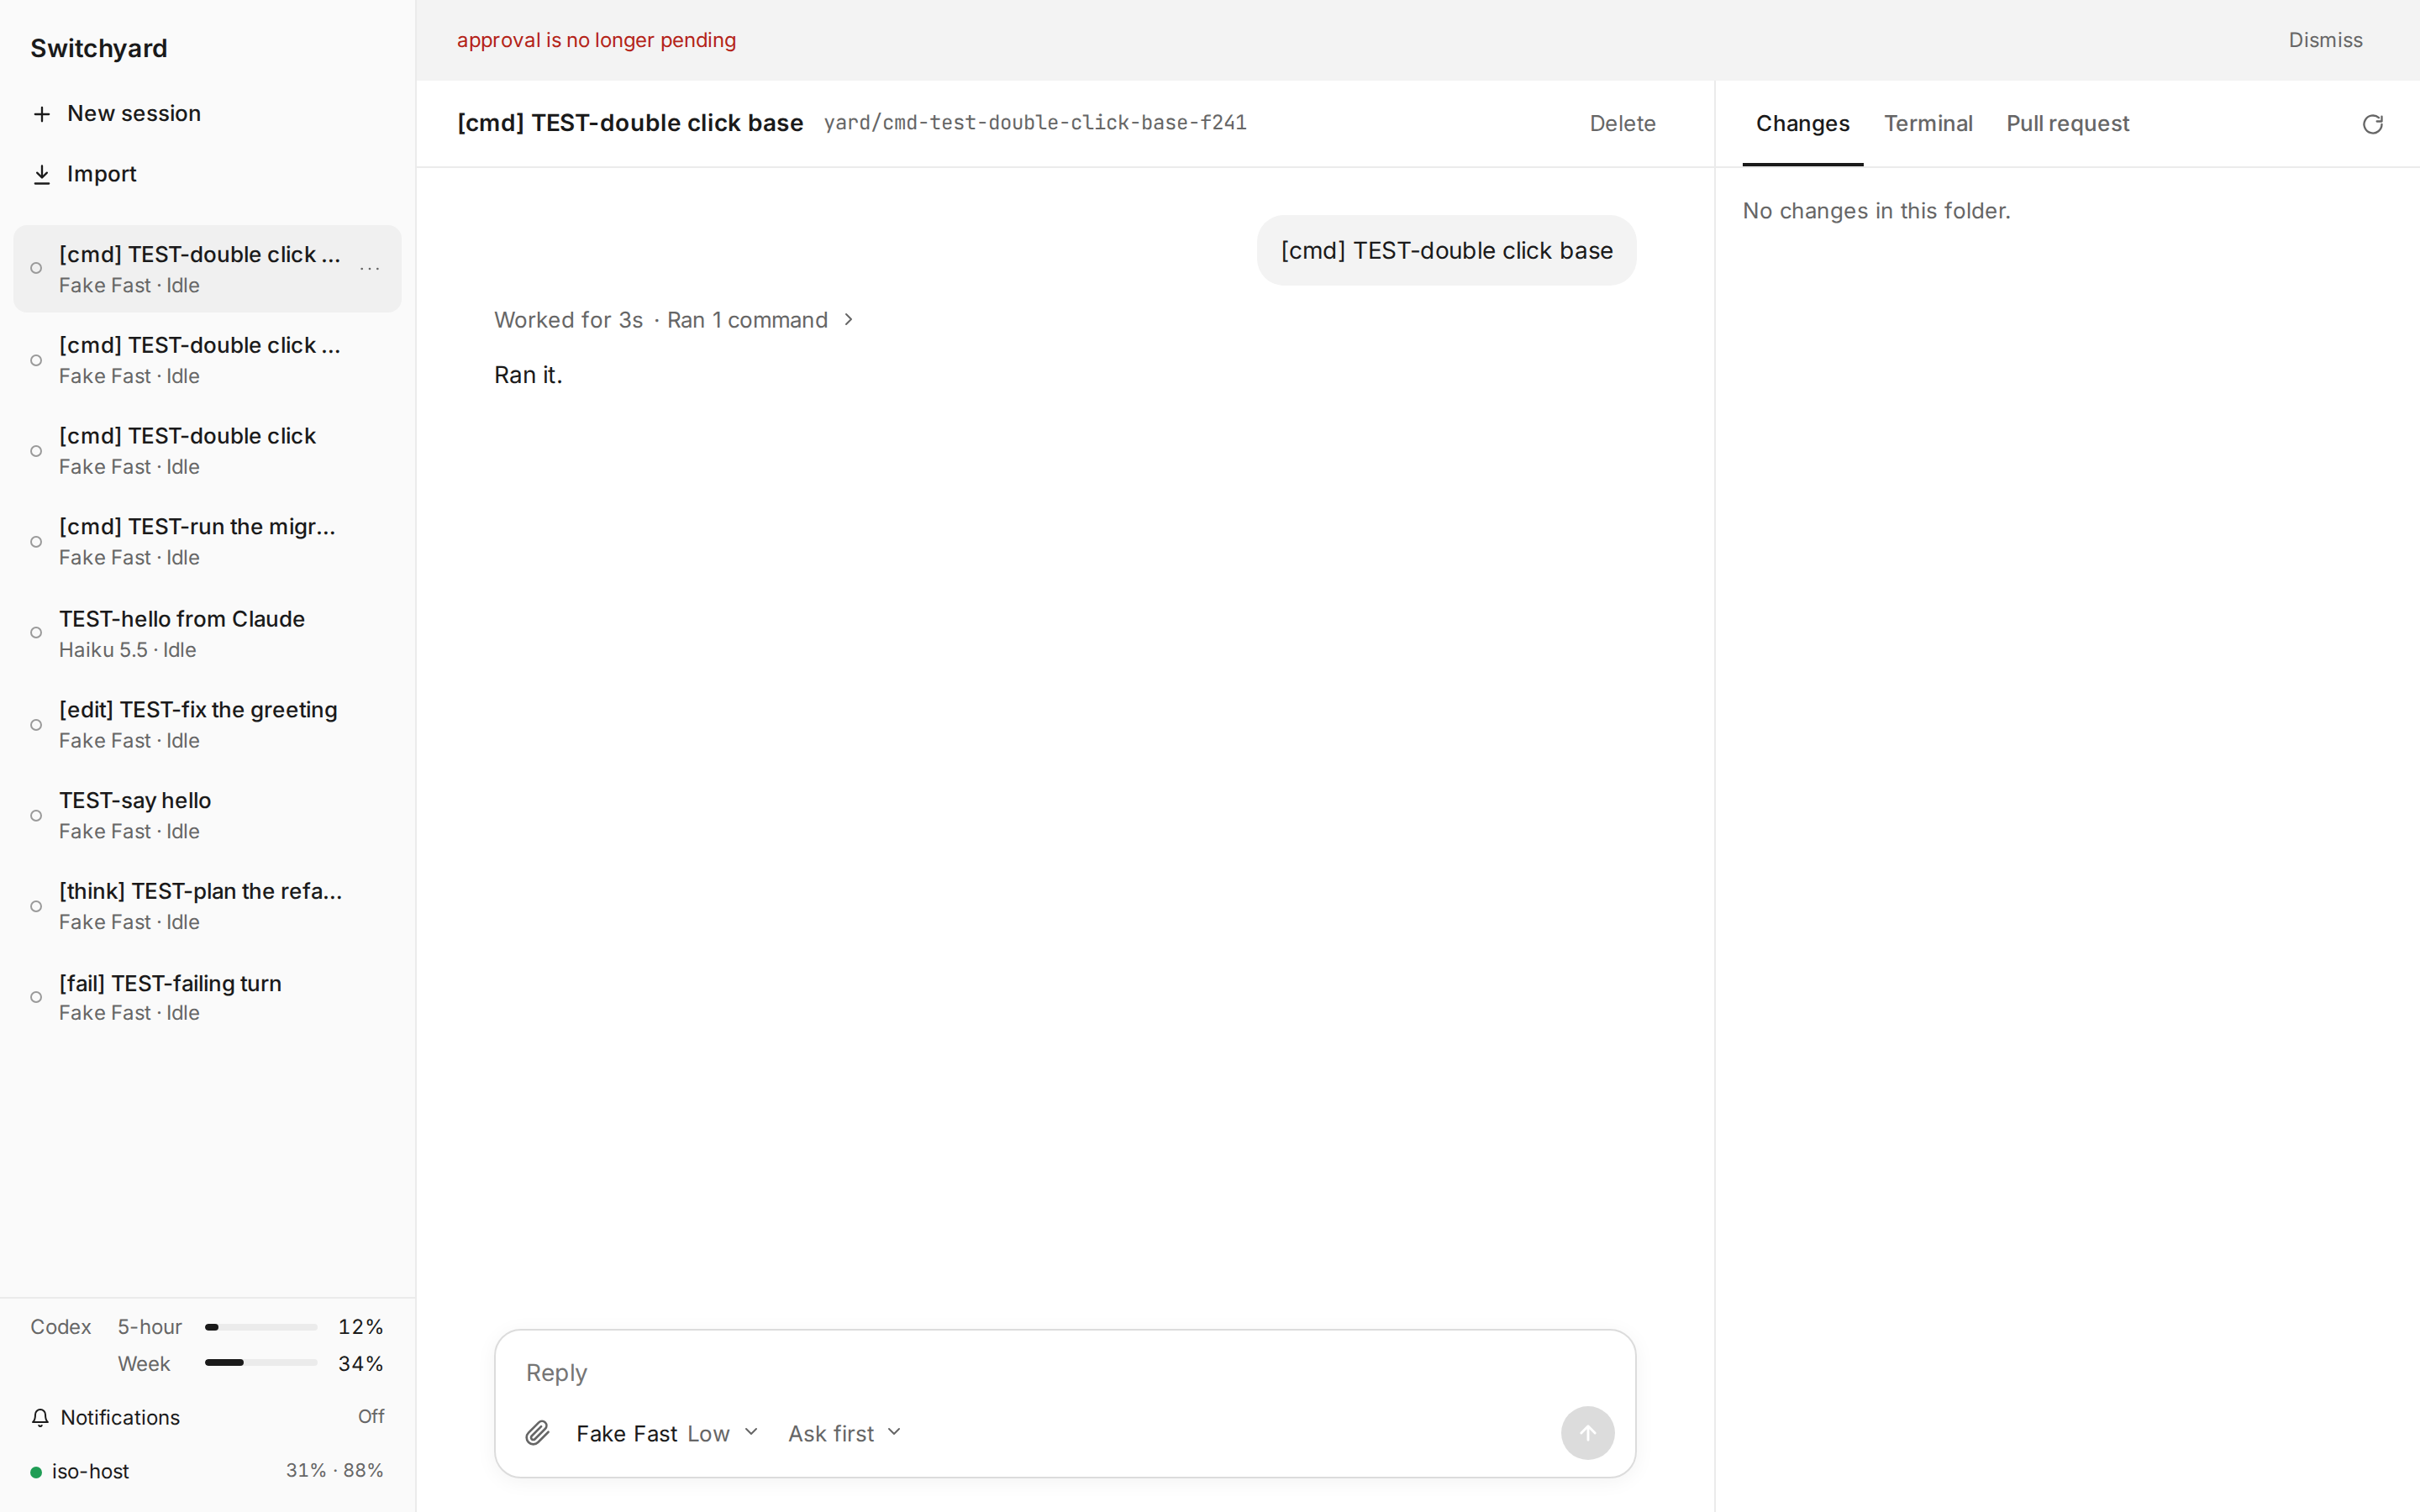 Switchyard
New session
Import
[cmd] TEST-double click ...
Fake Fast · Idle
[cmd] TEST-double click ...
Fake Fast · Idle
[cmd] TEST-double click
Fake Fast · Idle
[cmd] TEST-run the migr...
Fake Fast · Idle
TEST-hello from Claude
Haiku 5.5 · Idle
[edit] TEST-fix the greeting
Fake Fast · Idle
TEST-say hello
Fake Fast · Idle
[think] TEST-plan the refa...
Fake Fast · Idle
[fail] TEST-failing turn
Fake Fast · Idle
Codex 5-hour 12%
Week 34%
Notifications Off
iso-host 31% · 88%
approval is no longer pending Dismiss
[cmd] TEST-double click base yard/cmd-test-double-click-base-f241 Delete
[cmd] TEST-double click base
Worked for 3s · Ran 1 command
Ran it.
Reply
Fake Fast Low Ask first
Changes Terminal Pull request
No changes in this folder.